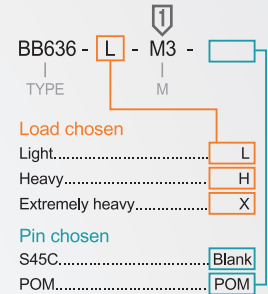 1
BB636 - L - M3 -
TYPE M
Load chosen
Light.................... L
Heavy.................... H
Extremely heavy.......... X
Pin chosen
S45C..................... Blank
POM...................... POM